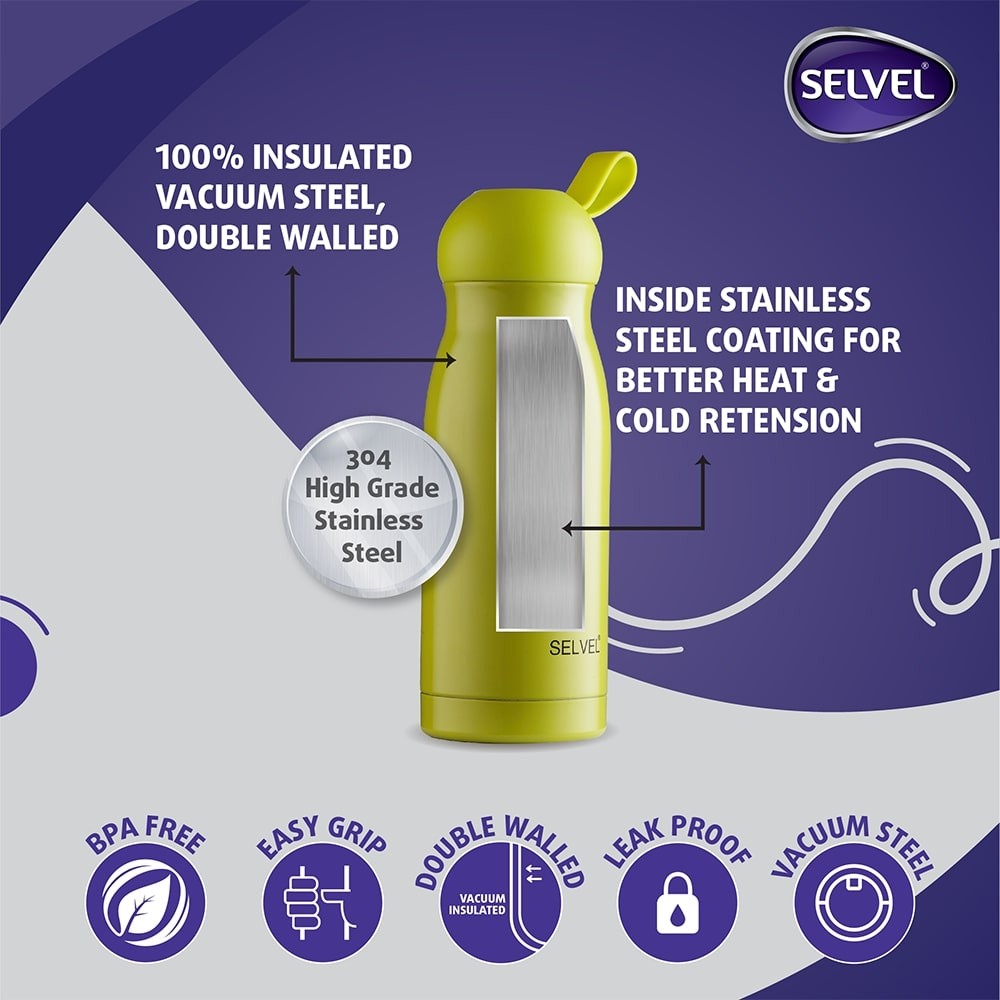 SELVEL®
100% INSULATED
VACUUM STEEL,
DOUBLE WALLED
INSIDE STAINLESS
STEEL COATING FOR
BETTER HEAT &
COLD RETENSION
304
High Grade
Stainless
Steel
SELVEL®
BPA FREE
EASY GRIP
DOUBLE WALLED
VACUUM
INSULATED
LEAK PROOF
VACUUM STEEL